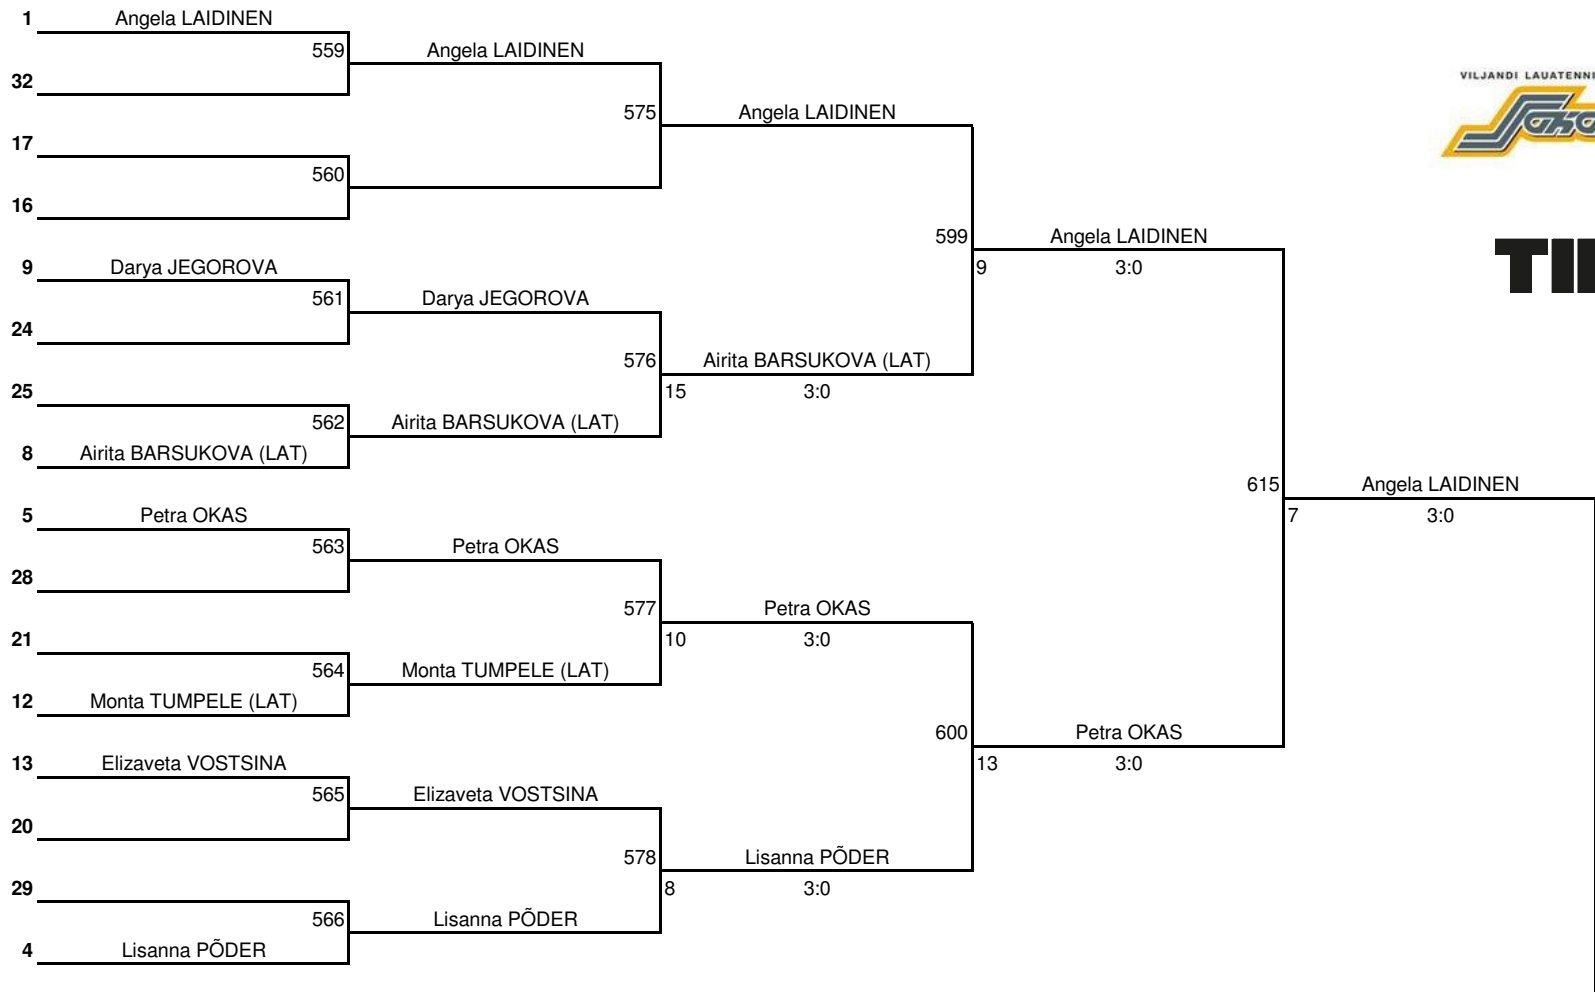 1 Angela LAIDINEN
559 Angela LAIDINEN
32
575 Angela LAIDINEN
17
560
16
599 Angela LAIDINEN
9 3:0
9 Darya JEGOROVA
561 Darya JEGOROVA
24
576 Airita BARSUKOVA (LAT)
15 3:0
25
562 Airita BARSUKOVA (LAT)
8 Airita BARSUKOVA (LAT)
615 Angela LAIDINEN
7 3:0
5 Petra OKAS
563 Petra OKAS
28
577 Petra OKAS
10 3:0
21
564 Monta TUMPELE (LAT)
12 Monta TUMPELE (LAT)
600 Petra OKAS
13 3:0
13 Elizaveta VOSTSINA
565 Elizaveta VOSTSINA
20
578 Lisanna PÕDER
8 3:0
29
566 Lisanna PÕDER
4 Lisanna PÕDER
VILJANDI